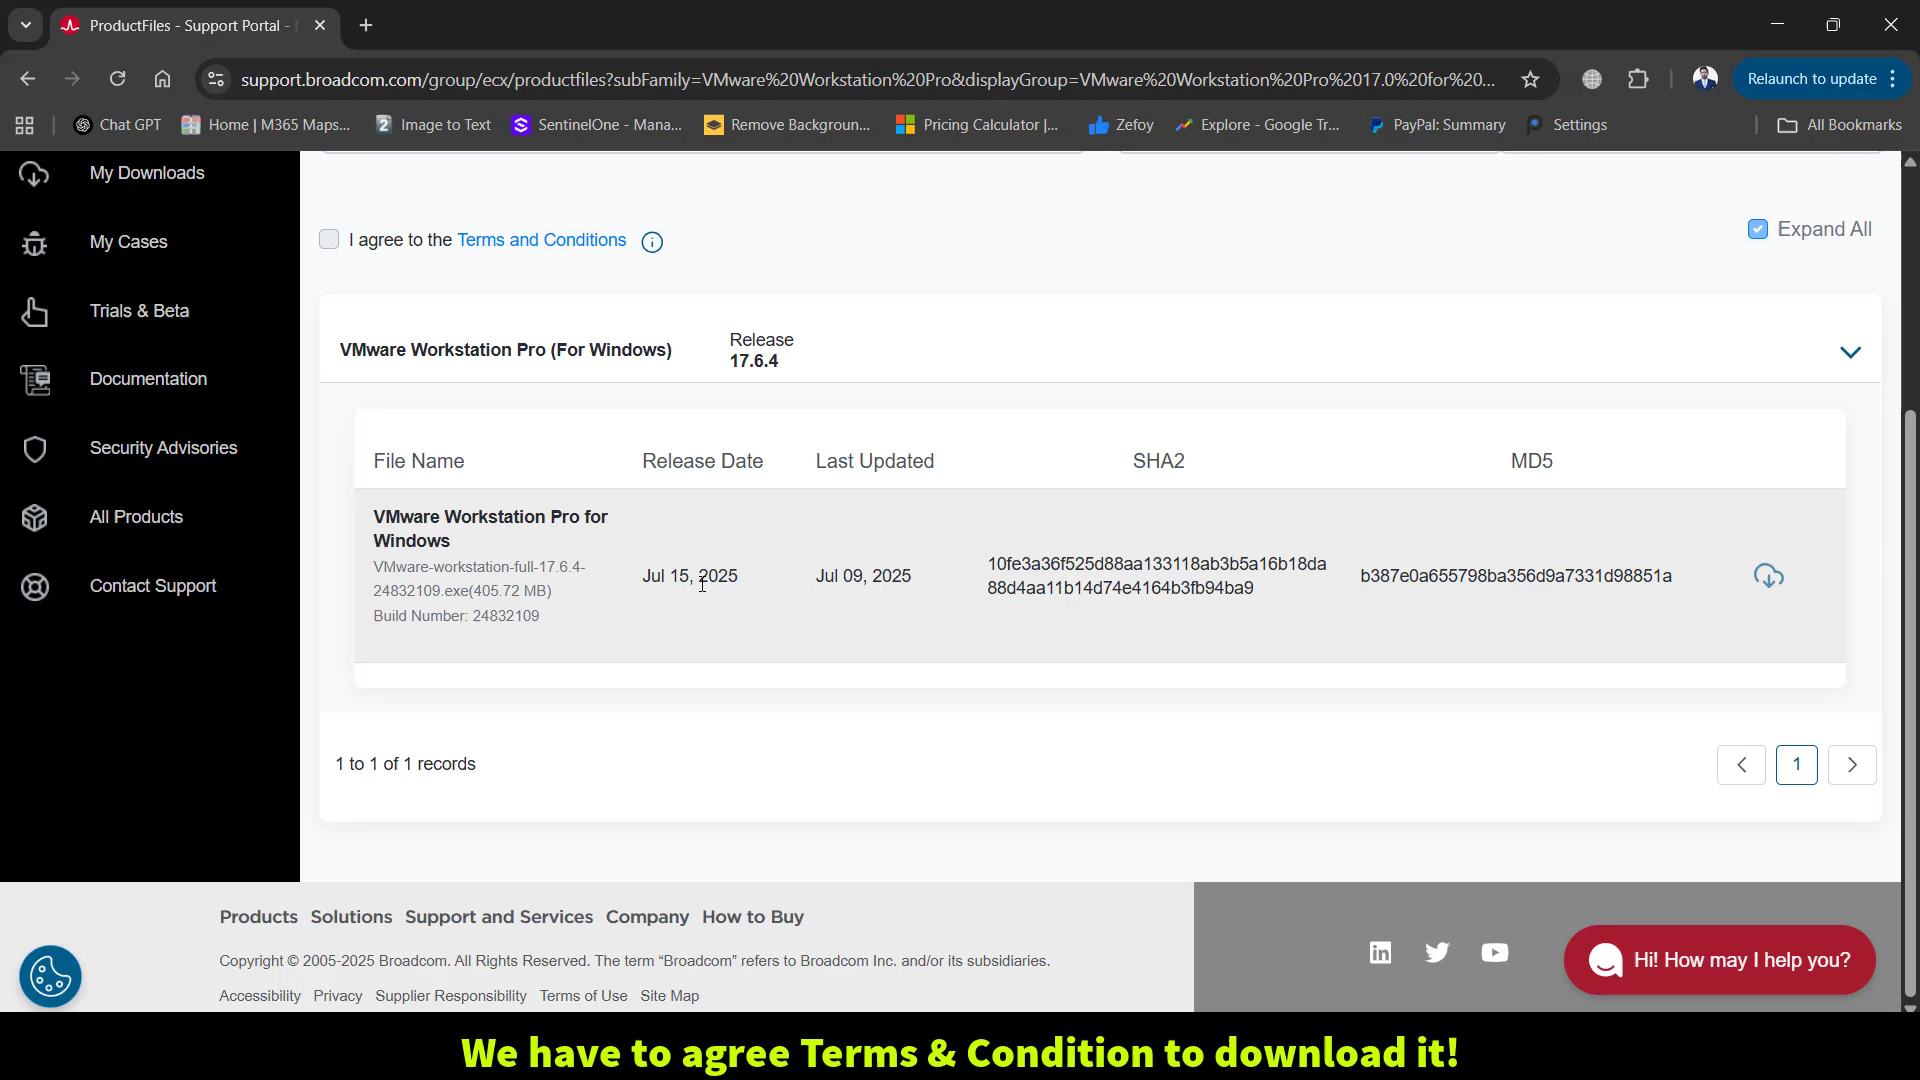 ProductFiles - Support Portal -
support.broadcom.com/group/ecx/productfiles?subFamily=VMware%20Workstation%20Pro&displayGroup=VMware%20Workstation%20Pro%2017.0%20for%20...
Relaunch to update
Chat GPT
Home | M365 Maps...
Image to Text
SentinelOne - Mana...
Remove Backgroun...
Pricing Calculator |...
Zefoy
Explore - Google Tr...
PayPal: Summary
Settings
All Bookmarks
My Downloads
My Cases
Trials & Beta
Documentation
Security Advisories
All Products
Contact Support
I agree to the Terms and Conditions
Expand All
VMware Workstation Pro (For Windows)
Release
17.6.4
File Name
Release Date
Last Updated
SHA2
MD5
VMware Workstation Pro for
Windows
VMware-workstation-full-17.6.4-
24832109.exe(405.72 MB)
Build Number: 24832109
Jul 15, 2025
Jul 09, 2025
10fe3a36f525d88aa133118ab3b5a16b18da
88d4aa11b14d74e4164b3fb94ba9
b387e0a655798ba356d9a7331d98851a
1 to 1 of 1 records
1
Products Solutions Support and Services Company How to Buy
Copyright © 2005-2025 Broadcom. All Rights Reserved. The term “Broadcom” refers to Broadcom Inc. and/or its subsidiaries.
Accessibility Privacy Supplier Responsibility Terms of Use Site Map
Hi! How may I help you?
We have to agree Terms & Condition to download it!